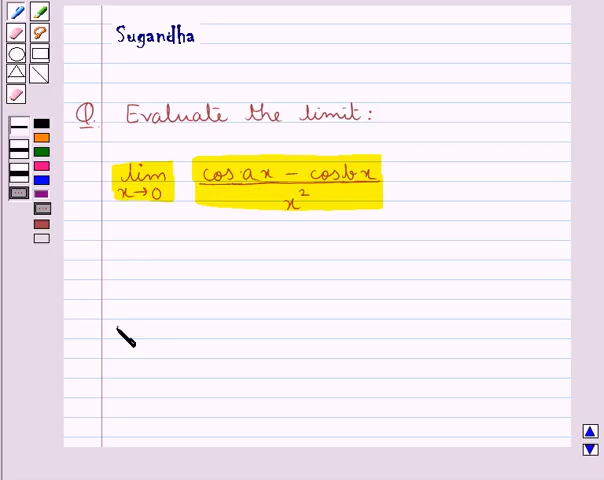 Sugandha
Q. Evaluate the limit:
lim cos ax - cos bx
x→0 x²